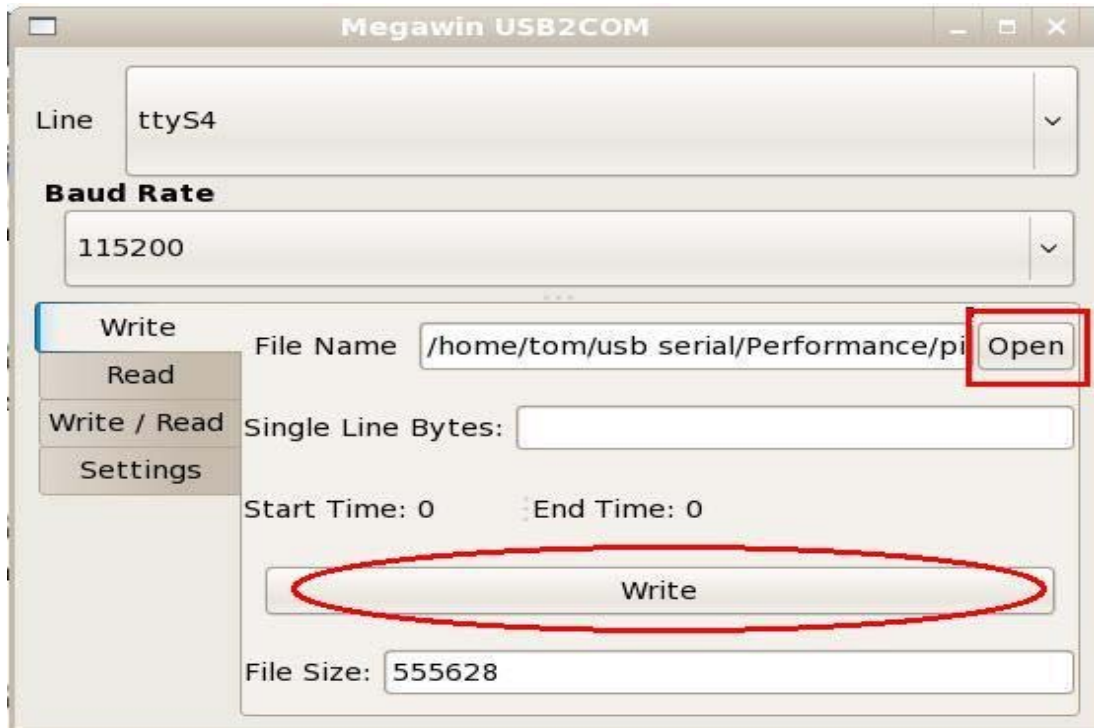 Megawin USB2COM
Line ttyS4
Baud Rate
115200
Write
File Name /home/tom/usb serial/Performance/pi Open
Read
Write / Read
Single Line Bytes:
Settings
Start Time: 0 End Time: 0
Write
File Size: 555628